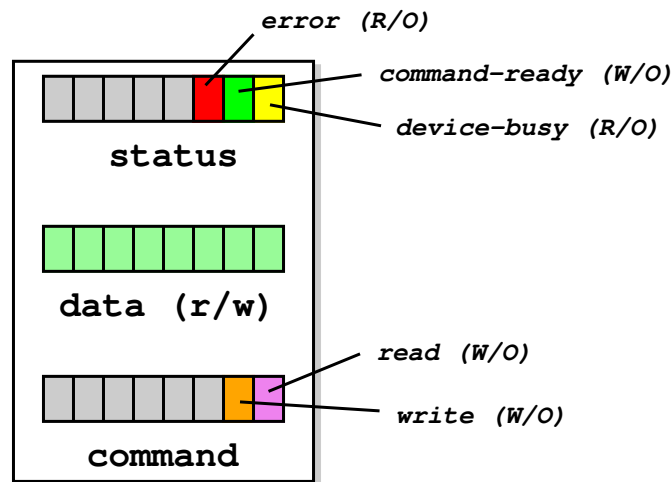 error (R/O)
command-ready (W/O)
device-busy (R/O)
status
data (r/w)
read (W/O)
write (W/O)
command